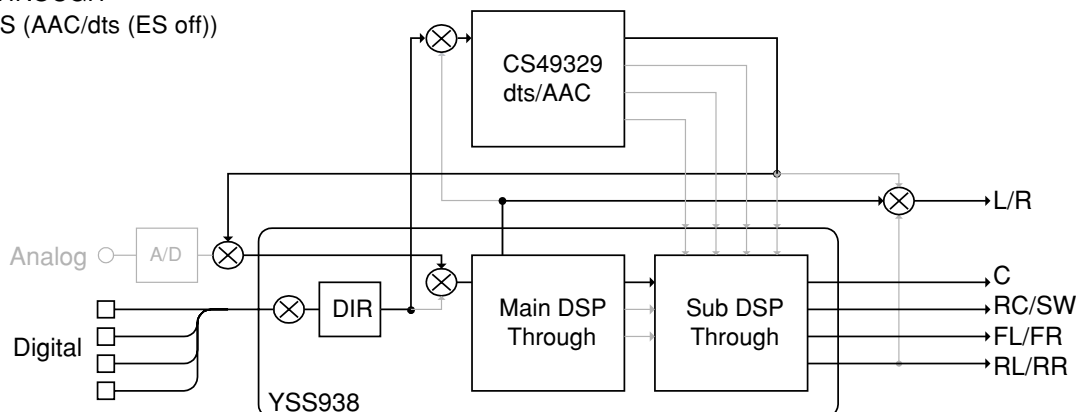 S (AAC/dts (ES off))
CS49329
dts/AAC
L/R
Analog
A/D
C
DIR
Main DSP
Through
Sub DSP
Through
RC/SW
FL/FR
Digital
RL/RR
YSS938